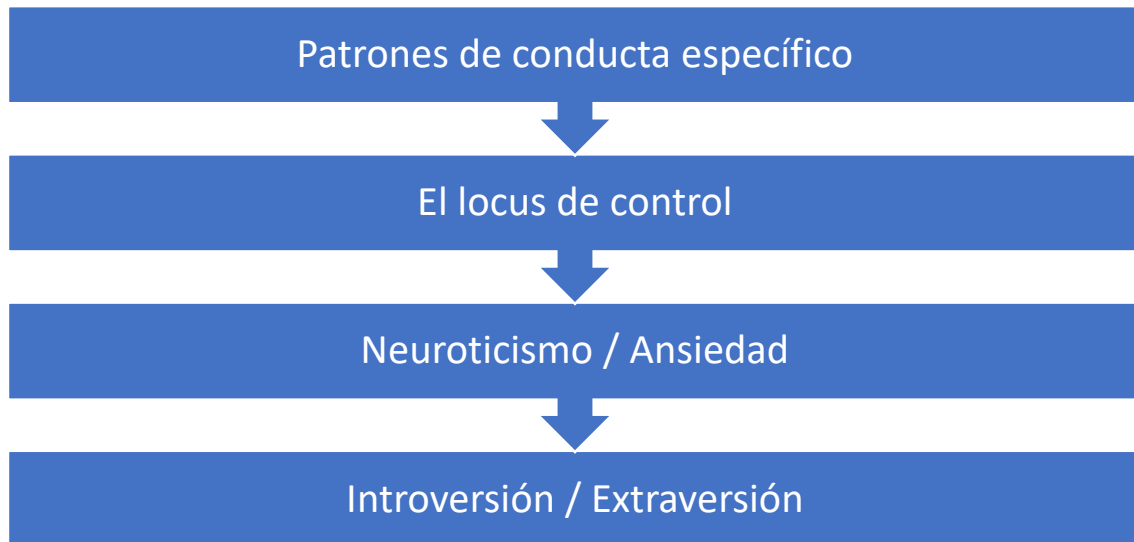 Patrones de conducta específico
El locus de control
Neuroticismo / Ansiedad
Introversión / Extraversión